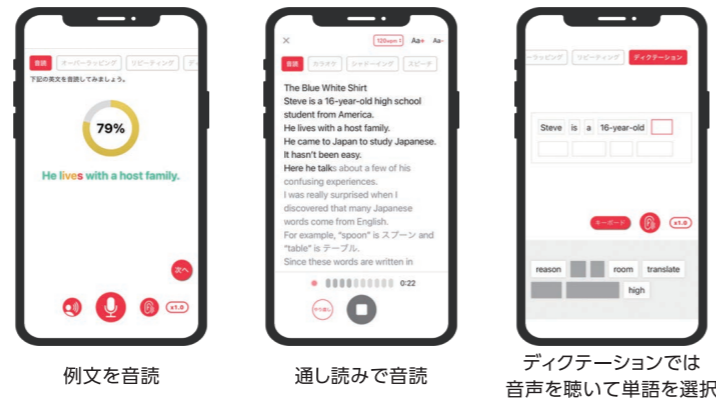 音読 オーバーラッピング リピーティング
下記の英文を音読してみましょう。
79%
He lives with a host family.
次へ
x1.0
例文を音読
× 120wpm Aa+ Aa-
音読 カラオケ シャドーイング スピーチ
The Blue White Shirt
Steve is a 16-year-old high school
student from America.
He lives with a host family.
He came to Japan to study Japanese.
It hasn't been easy.
Here he talks about a few of his
confusing experiences.
I was really surprised when I
discovered that many Japanese
words come from English.
For example, “spoon” is スプーン and
“table” is テーブル.
Since these words are written in
0:22
やり直し
通し読みで音読
ーラッピング リピーティング ディクテーション
Steve is a 16-year-old
キーボード x1.0
reason room translate
high
ディクテーションでは
音声を聴いて単語を選択